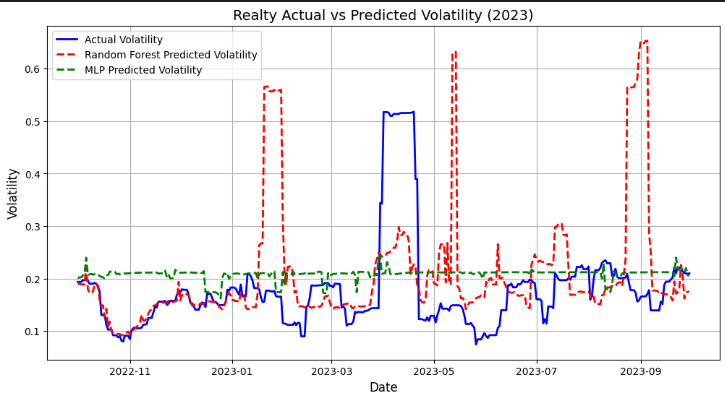 Realty Actual vs Predicted Volatility (2023)
Actual Volatility
Random Forest Predicted Volatility
MLP Predicted Volatility
Volatility
0.6
0.5
0.4
0.3
0.2
0.1
2022-11
2023-01
2023-03
2023-05
2023-07
2023-09
Date